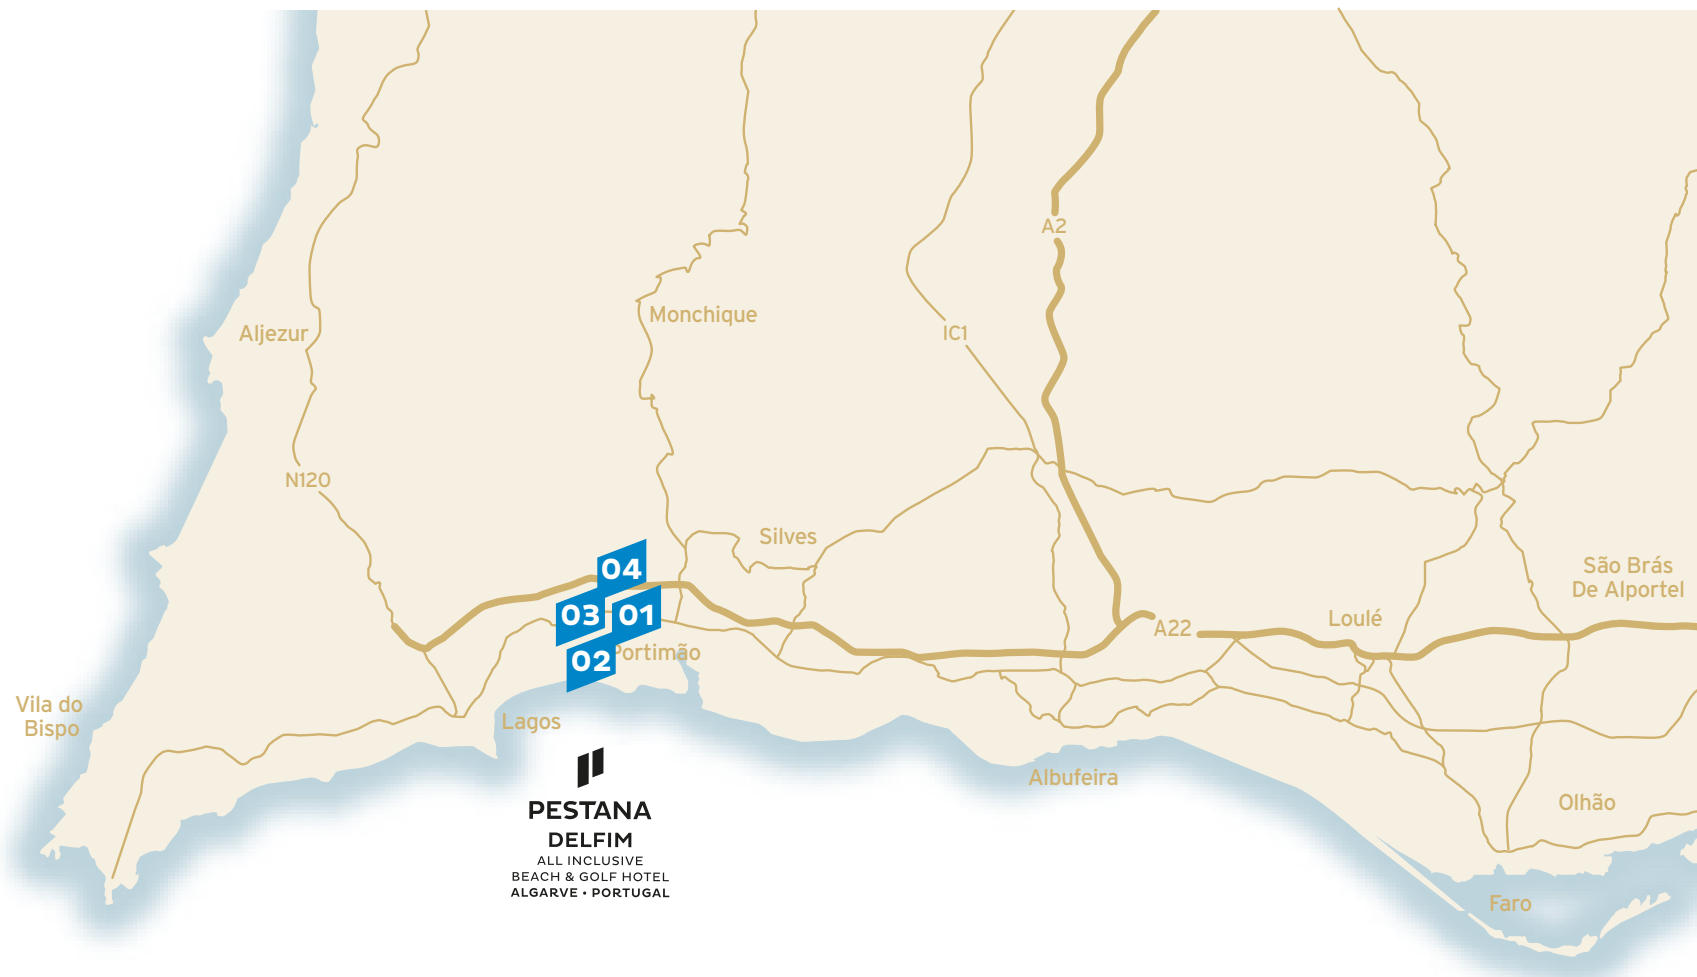 A2
Monchique
IC1
Aljezur
N120
Silves
04
03
01
02
Portimão
São Brás
De Alportel
A22
Loulé
Vila do
Bispo
Lagos
Albufeira
PESTANA
DELFIM
ALL INCLUSIVE
BEACH & GOLF HOTEL
ALGARVE • PORTUGAL
Olhão
Faro